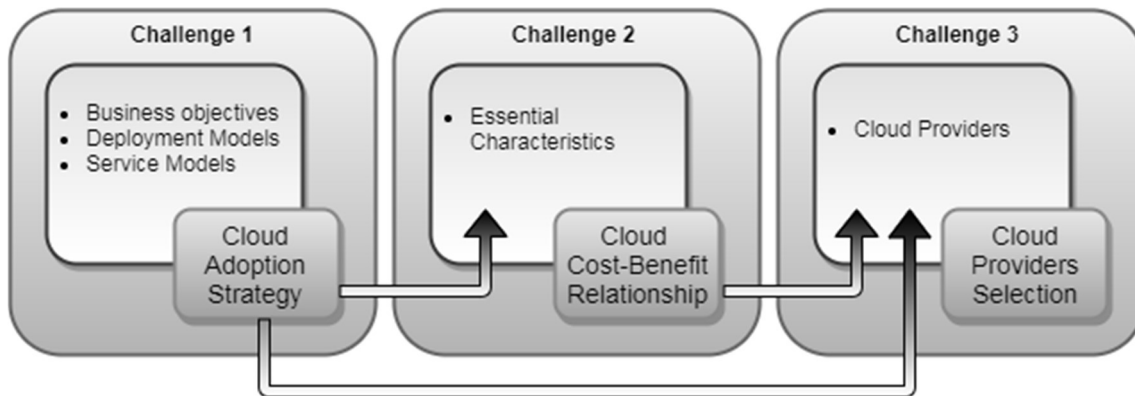 Challenge 1
• Business objectives
• Deployment Models
• Service Models
Cloud
Adoption
Strategy
Challenge 2
• Essential
Characteristics
Cloud
Cost-Benefit
Relationship
Challenge 3
• Cloud Providers
Cloud
Providers
Selection